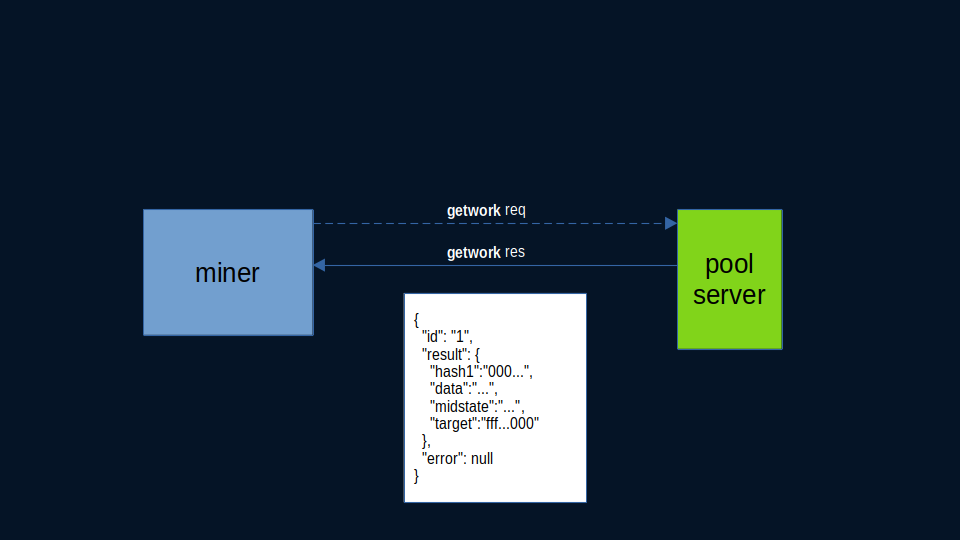 getwork req
getwork res
miner
pool
server
{
"id": "1",
"result": {
"hash1":"000...",
"data":"...",
"midstate":"...",
"target":"fff...000"
},
"error": null
}